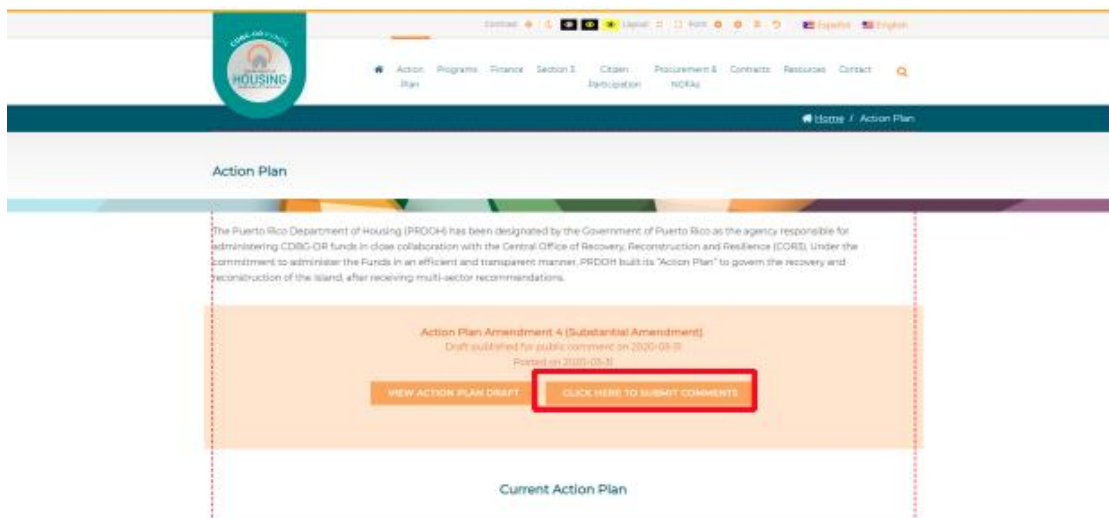 Contrast Layout Font Español English
CDBG-DR FUNDS
HOUSING
Action Plan Programs Finance Section 3 Citizen Participation Procurement & NOFAs Contracts Resources Contact
Home / Action Plan
Action Plan
The Puerto Rico Department of Housing (PRDOH) has been designated by the Government of Puerto Rico as the agency responsible for
administering CDBG-DR funds in close collaboration with the Central Office of Recovery, Reconstruction and Resilience (COR3). Under the
commitment to administer the Funds in an efficient and transparent manner, PRDOH built its "Action Plan" to govern the recovery and
reconstruction of the island, after receiving multi-sector recommendations.
Action Plan Amendment 4 (Substantial Amendment)
Draft published for public comment on 2020-03-31
Posted on 2020-03-31
VIEW ACTION PLAN DRAFT CLICK HERE TO SUBMIT COMMENTS
Current Action Plan